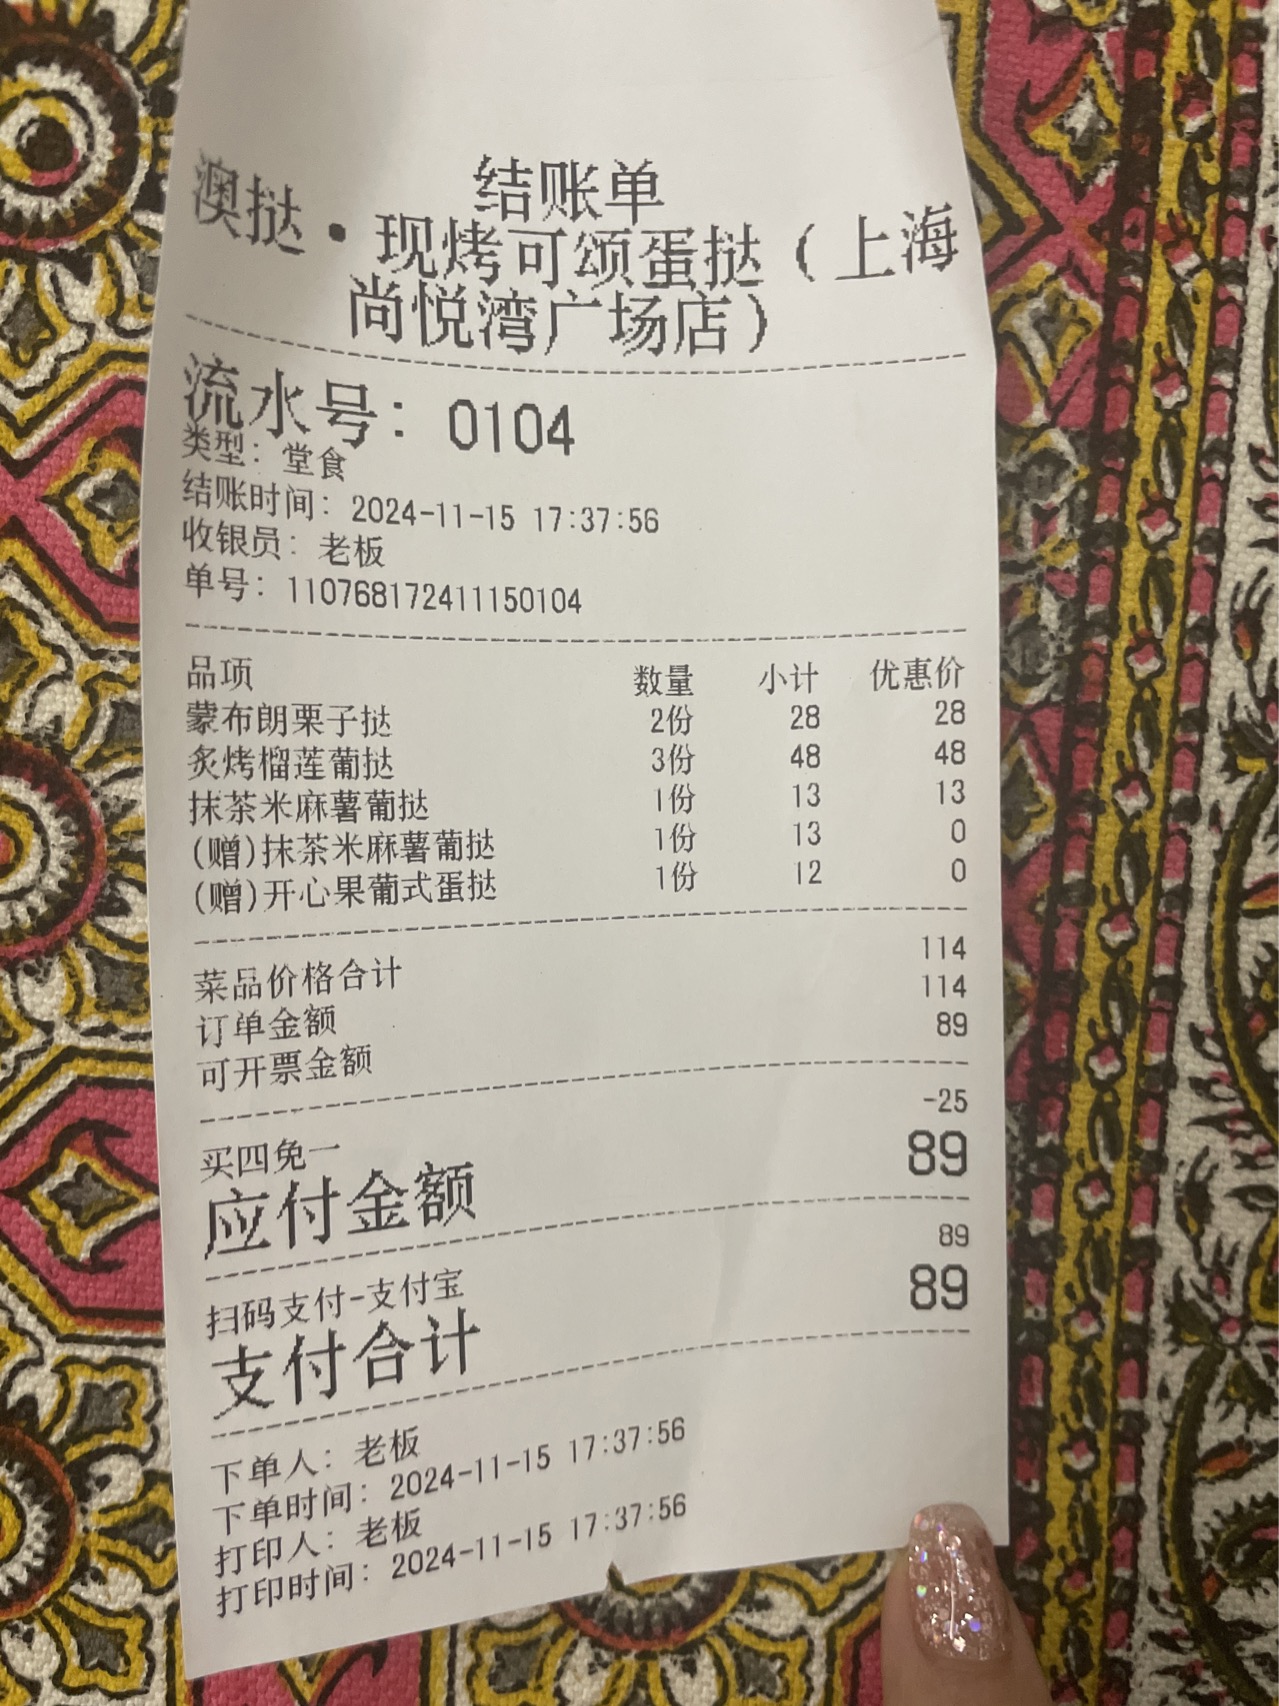 结账单
澳挞·现烤可颂蛋挞(上海
尚悦湾广场店)
流水号: 0104
类型: 堂食
结账时间: 2024-11-15 17:37:56
收银员: 老板
单号: 110768172411150104
品项 数量 小计 优惠价
蒙布朗栗子挞 2份 28 28
炙烤榴莲葡挞 3份 48 48
抹茶米麻薯葡挞 1份 13 13
(赠)抹茶米麻薯葡挞 1份 13 0
(赠)开心果葡式蛋挞 1份 12 0
菜品价格合计 114
订单金额 114
可开票金额 89
买四免一 -25
应付金额 89
扫码支付-支付宝 89
支付合计 89
下单人: 老板
下单时间: 2024-11-15 17:37:56
打印人: 老板
打印时间: 2024-11-15 17:37:56